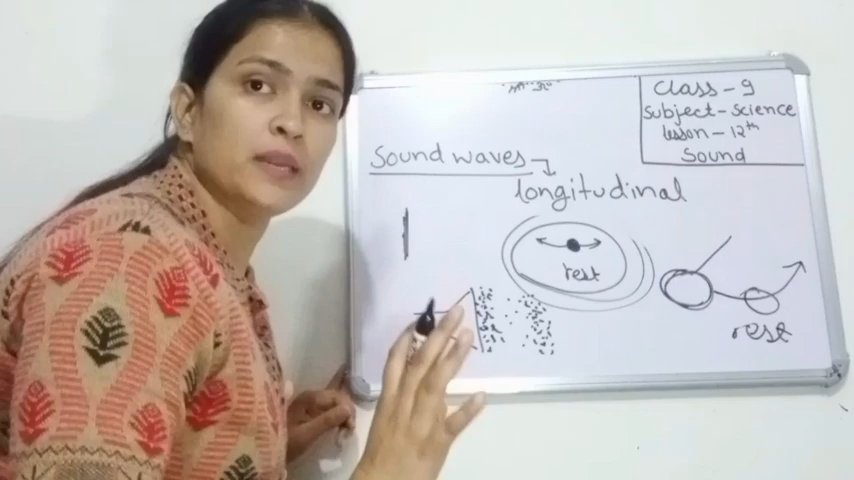 Class - 9
Subject - Science
lesson - 12th
Sound
Sound waves
longitudinal
rest
rest